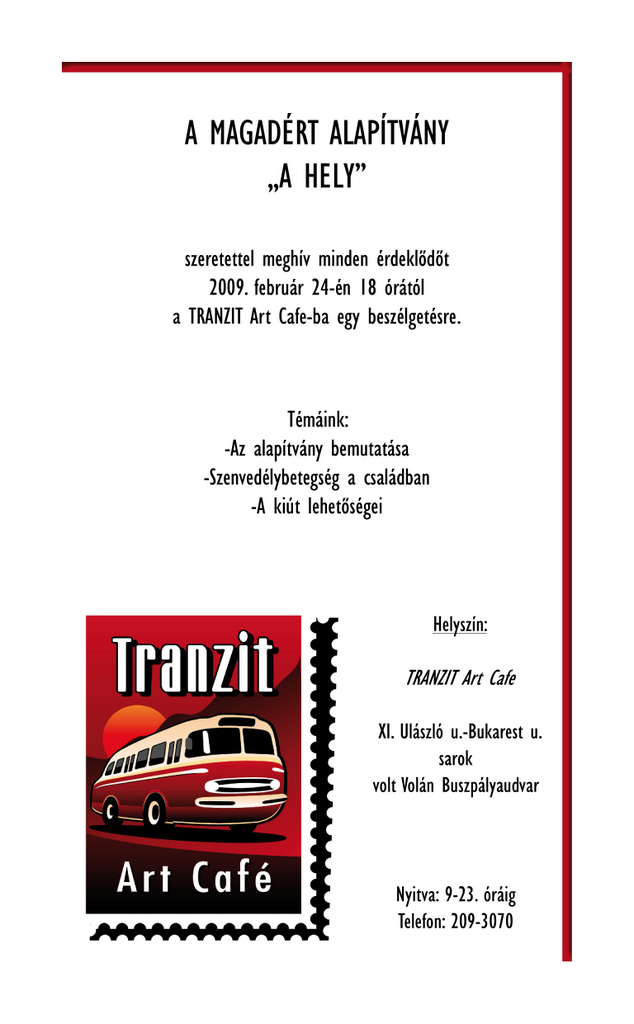 A MAGADÉRT ALAPÍTVÁNY
„A HELY”
szeretettel meghív minden érdeklődőt
2009. február 24-én 18 órától
a TRANZIT Art Cafe-ba egy beszélgetésre.
Témáink:
-Az alapítvány bemutatása
-Szenvedélybetegség a családban
-A kiút lehetőségei
Tranzit
Art Café
Helyszín:
TRANZIT Art Cafe
XI. Ulászló u.-Bukarest u.
sarok
volt Volán Buszpályaudvar
Nyitva: 9-23. óráig
Telefon: 209-3070